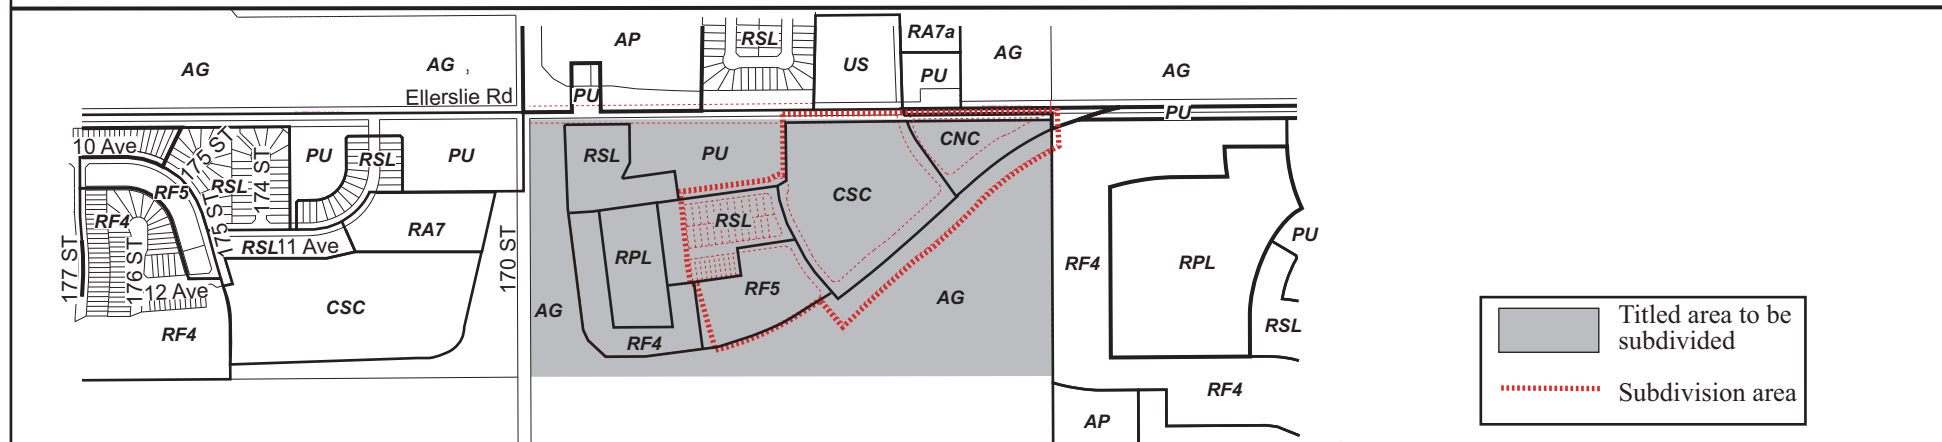 AP
RSL
RA7a
US
AG
AG
AG
AG
PU
Ellerslie Rd
PU
PU
10 Ave
175 ST
174 ST
PU
RSL
PU
RSL
PU
CNC
RF5
RSL
175 ST
CSC
RF4
RSL
RA7
PU
RSL
11 Ave
177 ST
176 ST
170 ST
RPL
RF4
RPL
12 Ave
RF5
CSC
AG
AG
RSL
RF4
RF4
RF4
AP
Titled area to be
subdivided
Subdivision area